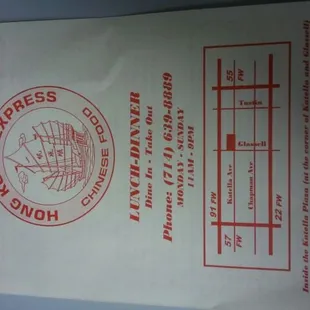 HONG
EXPRESS
CHINESE FOOD
LUNCH-DINNER
Dine In - Take Out
Phone: (714) 639-8889
MONDAY - SUNDAY
11AM - 9PM
55
FW
Tustin
Glassell
Katella Ave
Chapman Ave
91 FW
22 FW
57
FW
Inside the Katella Plaza (at the corner of Katella and Glassell)